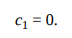 c₁ = 0.